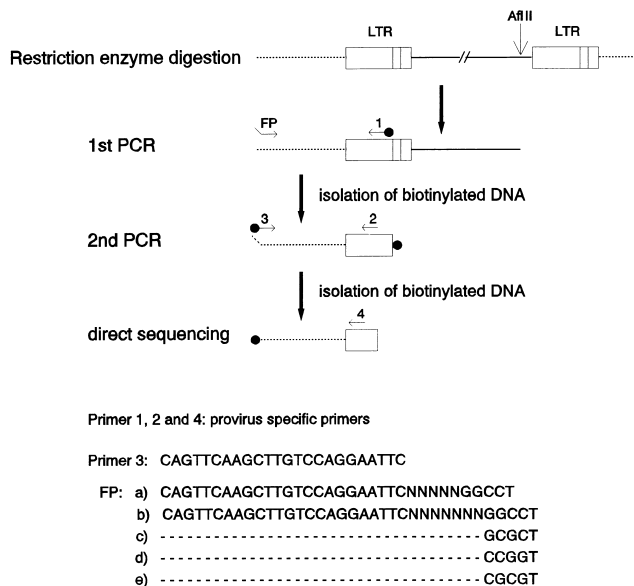 AflII
LTR LTR
Restriction enzyme digestion
FP 1
1st PCR
isolation of biotinylated DNA
3 2
2nd PCR
isolation of biotinylated DNA
4
direct sequencing
Primer 1, 2 and 4: provirus specific primers
Primer 3: CAGTTCAAGCTTGTCCAGGAATTC
FP: a) CAGTTCAAGCTTGTCCAGGAATTCNNNNNGGCCT
b) CAGTTCAAGCTTGTCCAGGAATTCNNNNNNNGGCCT
c) - - - - - - - - - - - - - - - - - - - - - - - - - - - - - - - - - - - - - - - - GCGCT
d) - - - - - - - - - - - - - - - - - - - - - - - - - - - - - - - - - - - - - - - - CCGGT
e) - - - - - - - - - - - - - - - - - - - - - - - - - - - - - - - - - - - - - - - - CGCGT